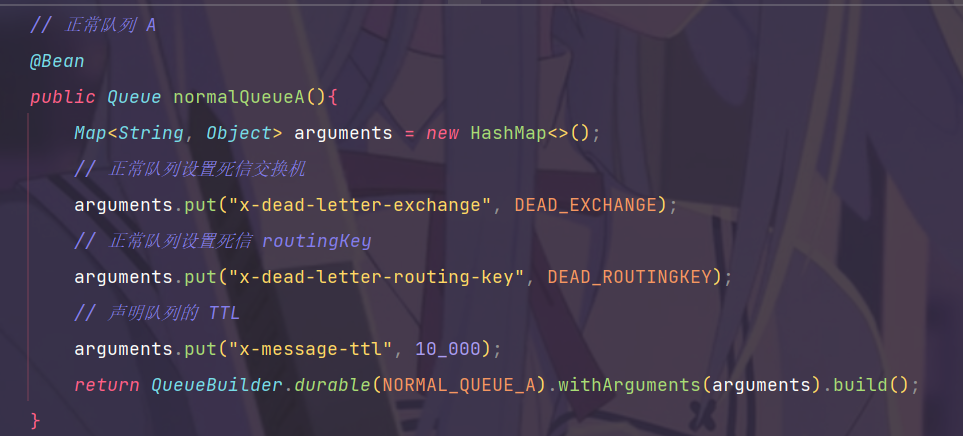 // 正常队列 A
@Bean
public Queue normalQueueA(){
    Map<String, Object> arguments = new HashMap<>();
    // 正常队列设置死信交换机
    arguments.put("x-dead-letter-exchange", DEAD_EXCHANGE);
    // 正常队列设置死信 routingKey
    arguments.put("x-dead-letter-routing-key", DEAD_ROUTINGKEY);
    // 声明队列的 TTL
    arguments.put("x-message-ttl", 10_000);
    return QueueBuilder.durable(NORMAL_QUEUE_A).withArguments(arguments).build();
}